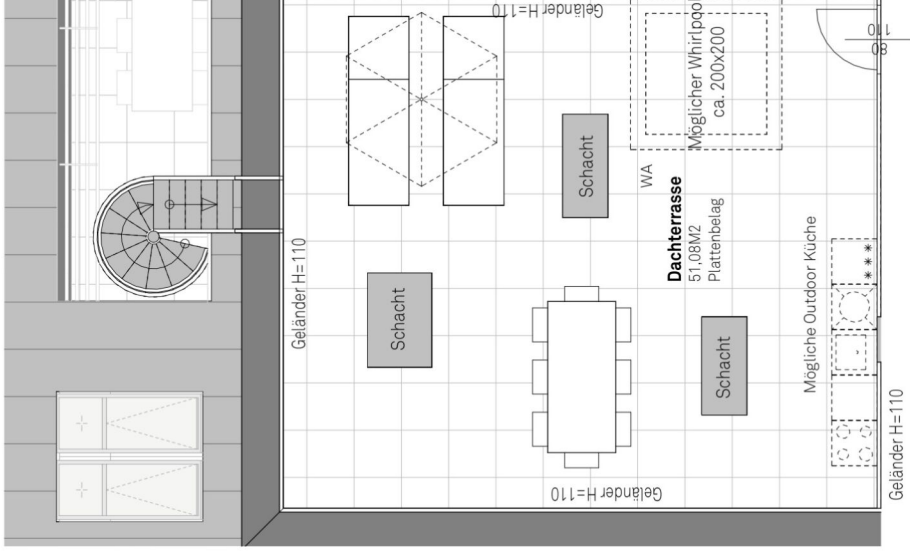 Geländer H=110
Möglicher Whirlpool
ca. 200x200
110
80
Schacht
WA
Dachterrasse
51,08M2
Plattenbelag
Geländer H=110
Schacht
Schacht
Mögliche Outdoor Küche
Geländer H=110
Geländer H=110